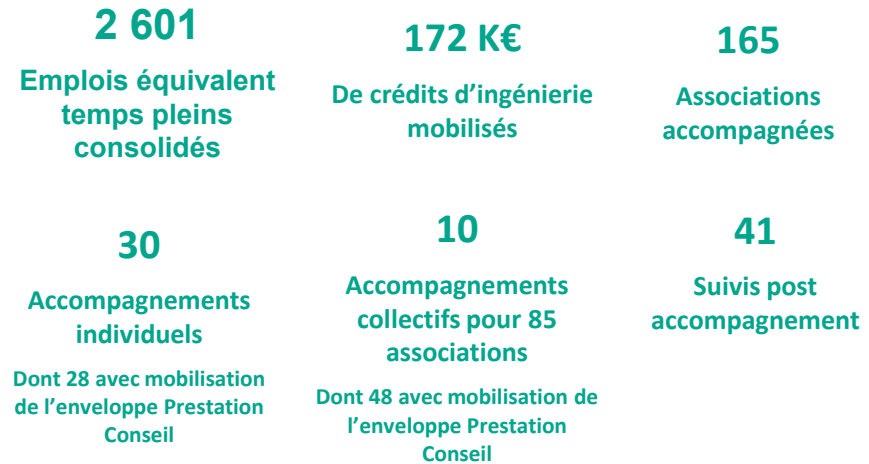 2 601
Emplois équivalent
temps pleins
consolidés
172 K€
De crédits d’ingénierie
mobilisés
165
Associations
accompagnées
30
Accompagnements
individuels
Dont 28 avec mobilisation
de l’enveloppe Prestation
Conseil
10
Accompagnements
collectifs pour 85
associations
Dont 48 avec mobilisation de
l’enveloppe Prestation
Conseil
41
Suivis post
accompagnement